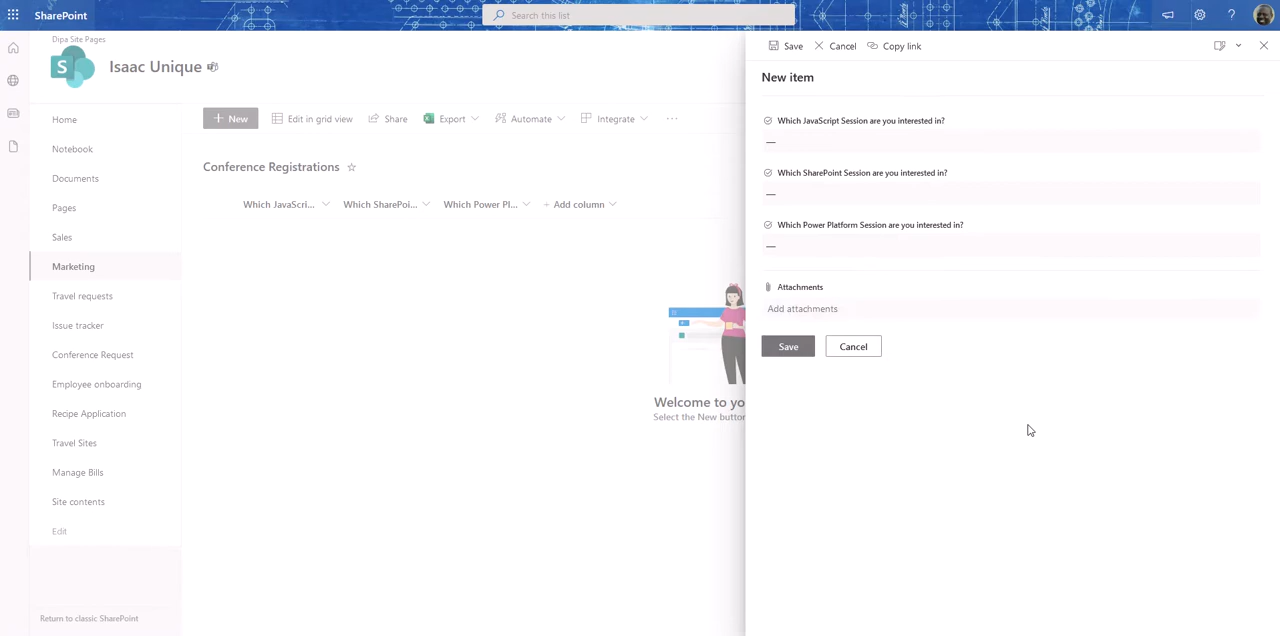 SharePoint
Search this list
Dipa Site Pages
S
Isaac Unique
New
Edit in grid view
Share
Export
Automate
Integrate
Home
Notebook
Documents
Pages
Sales
Marketing
Travel requests
Issue tracker
Conference Request
Employee onboarding
Recipe Application
Travel Sites
Manage Bills
Site contents
Edit
Return to classic SharePoint
Conference Registrations
Which JavaScri...
Which SharePoi...
Which Power Pl...
+ Add column
Welcome to yo
Select the New button
Save
Cancel
Copy link
New item
Which JavaScript Session are you interested in?
—
Which SharePoint Session are you interested in?
—
Which Power Platform Session are you interested in?
—
Attachments
Add attachments
Save
Cancel